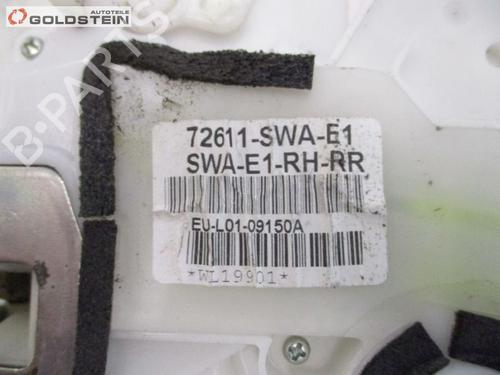 Autoteile
GOLDSTEIN
B-PARTS
72611-SWA-E1
SWA-E1-RH-RR
EU-L01-09150A
*WL19901*